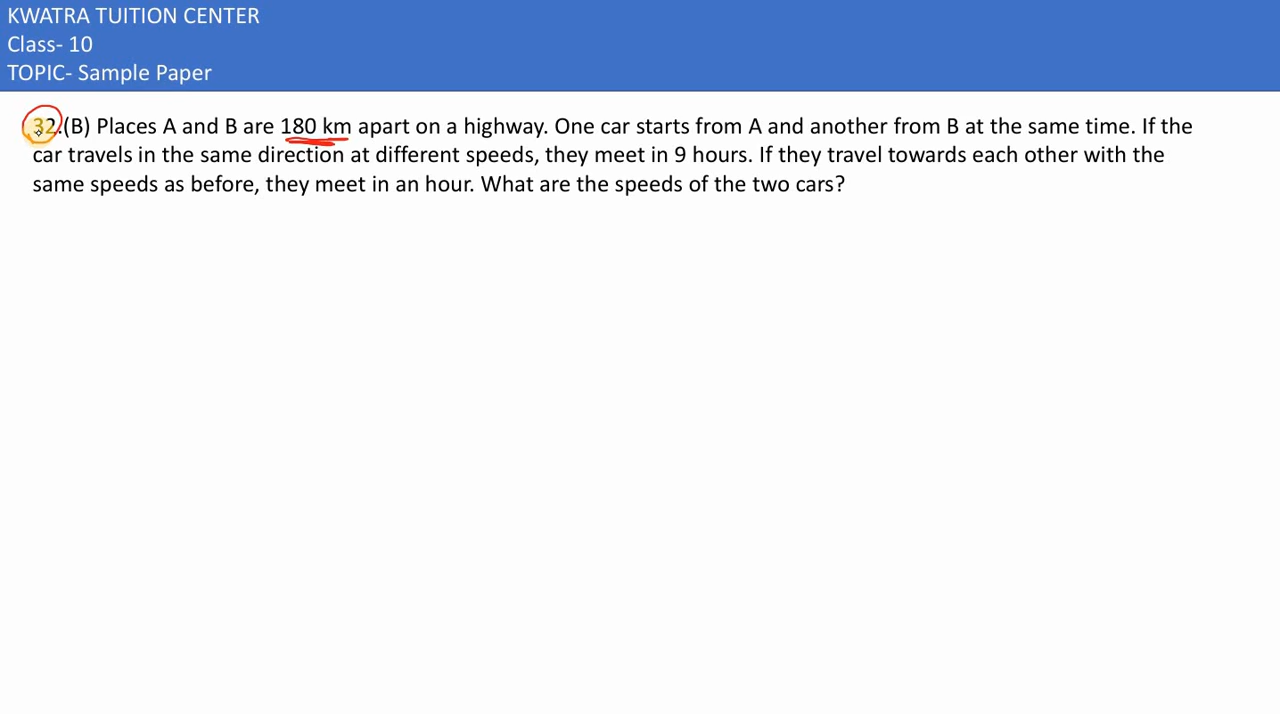 KWATRA TUITION CENTER
Class- 10
TOPIC- Sample Paper
32.(B) Places A and B are 180 km apart on a highway. One car starts from A and another from B at the same time. If the
car travels in the same direction at different speeds, they meet in 9 hours. If they travel towards each other with the
same speeds as before, they meet in an hour. What are the speeds of the two cars?